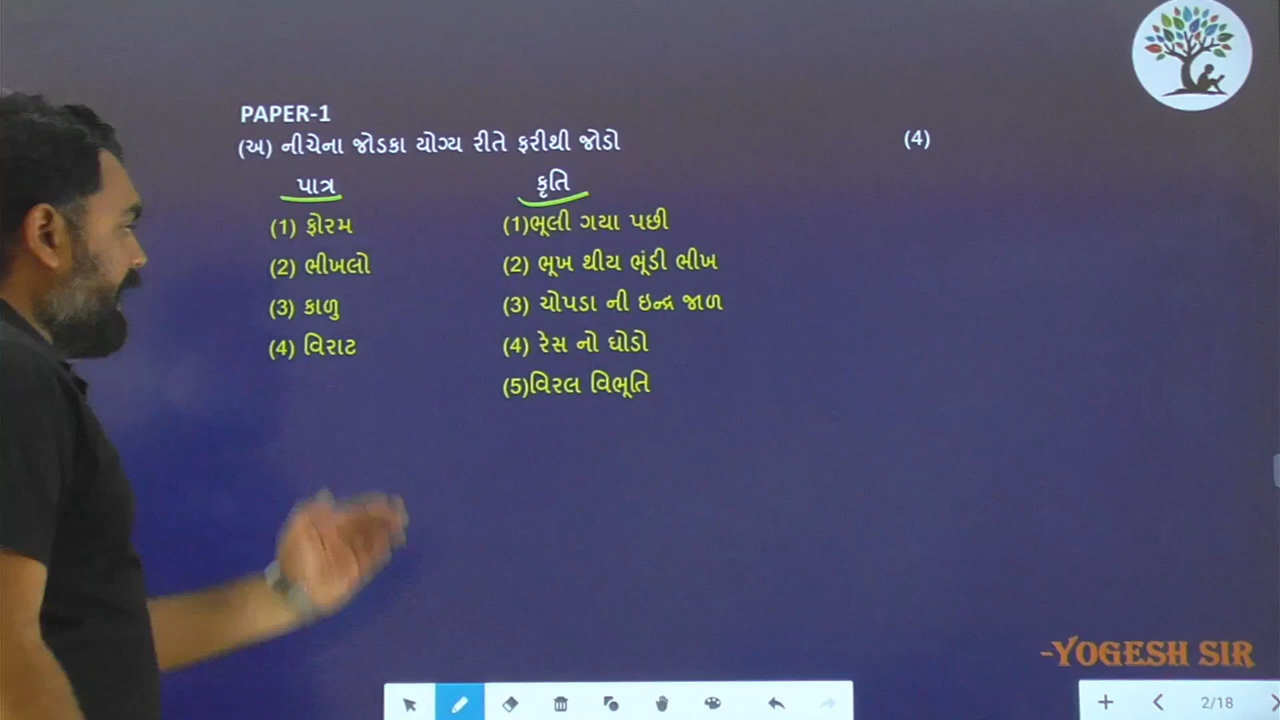 PAPER-1
(અ) નીચેના જોડકા યોગ્ય રીતે ફરીથી જોડો (4)
પાત્ર કૃતિ
(1) ફોરમ (1)ભૂલી ગયા પછી
(2) ભીખલો (2) ભૂખ થીય ભૂંડી ભીખ
(3) કાળુ (3) ચોપડા ની ઇન્દ્ર જાળ
(4) વિરાટ (4) રેસ નો ઘોડો
(5)વિરલ વિભૂતિ
-YOGESH SIR
2/18